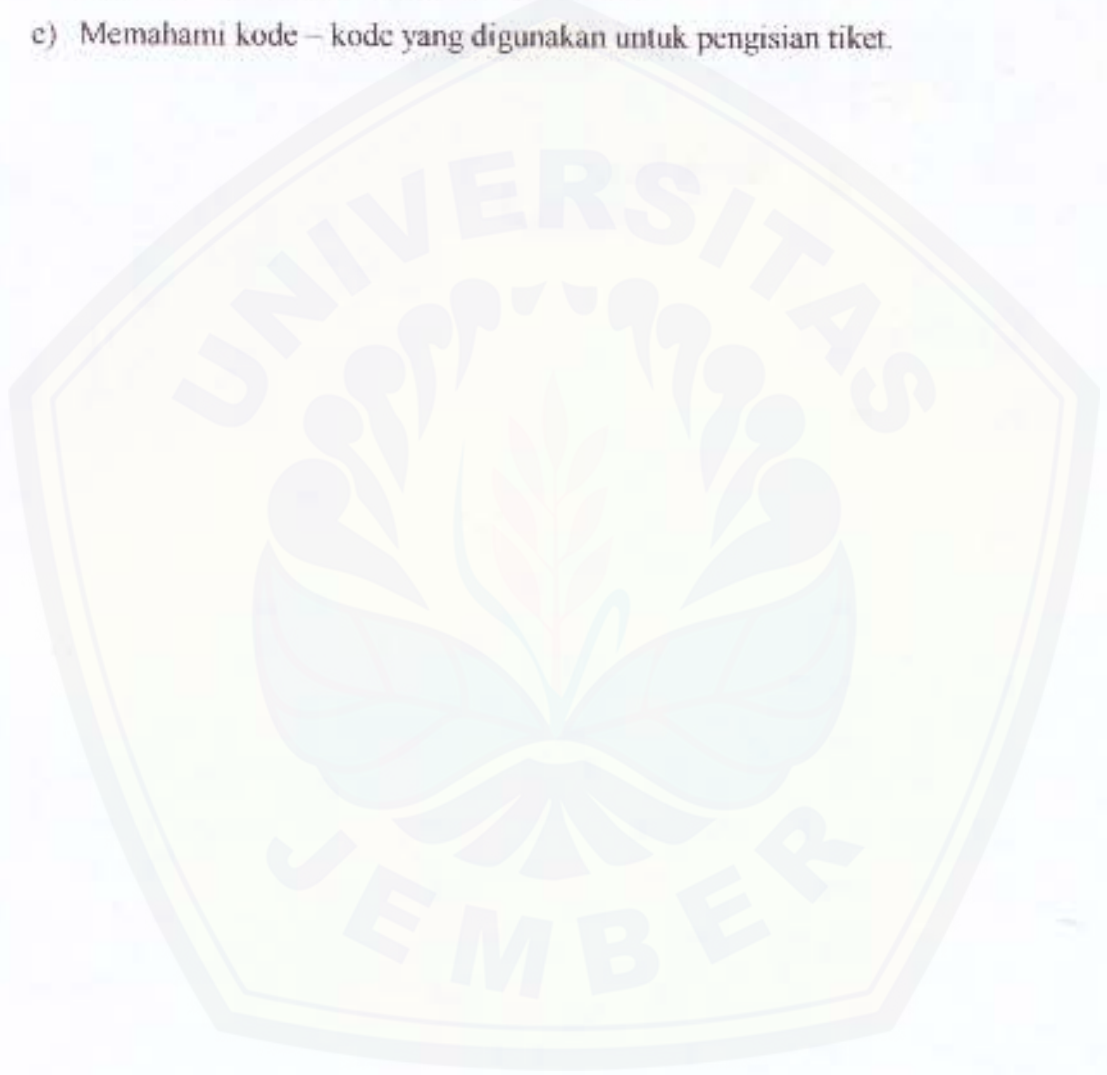 c) Memahami kode – kode yang digunakan untuk pengisian tiket.
UNIVERSITAS
JEMBER